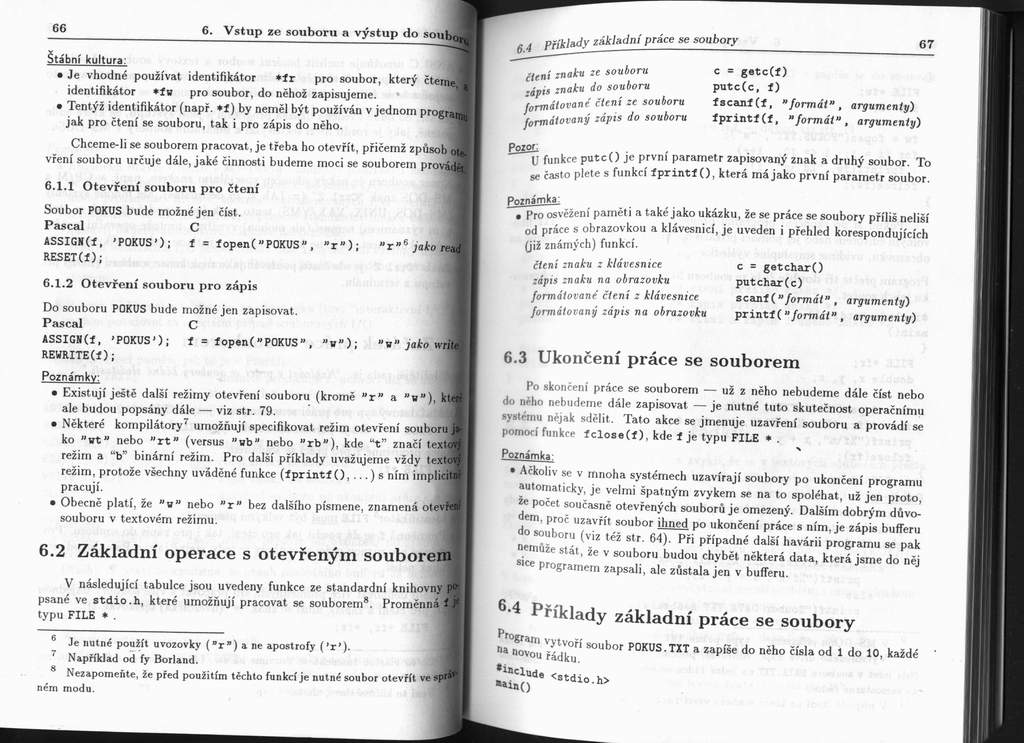 66 6. Vstup ze souboru a výstup do souboru
Štábní kultura:
• Je vhodné používat identifikátor *fr pro soubor, který čteme, a
identifikátor *fw pro soubor, do něhož zapisujeme.
• Tentýž identifikátor (např. *f) by neměl být používán v jednom programu
jak pro čtení se souboru, tak i pro zápis do něho.
Chceme-li se souborem pracovat, je třeba ho otevřít, přičemž způsob ote-
vření souboru určuje dále, jaké činnosti budeme moci se souborem provádět.
6.1.1 Otevření souboru pro čtení
Soubor POKUS bude možné jen číst.
Pascal C
ASSIGN(f, 'POKUS'); f = fopen("POKUS", "r"); "r"⁶ jako read
RESET(f);
6.1.2 Otevření souboru pro zápis
Do souboru POKUS bude možné jen zapisovat.
Pascal C
ASSIGN(f, 'POKUS'); f = fopen("POKUS", "w"); "w" jako write
REWRITE(f);
Poznámky:
• Existují ještě další režimy otevření souboru (kromě "r" a "w"), které
ale budou popsány dále — viz str. 79.
• Některé kompilátory⁷ umožňují specifikovat režim otevření souboru ja-
ko "wt" nebo "rt" (versus "wb" nebo "rb"), kde “t” značí textový
režim a “b” binární režim. Pro další příklady uvažujeme vždy textový
režim, protože všechny uváděné funkce (fprintf(),...) s ním implicitně
pracují.
• Obecně platí, že "w" nebo "r" bez dalšího písmene, znamená otevření
souboru v textovém režimu.
6.2 Základní operace s otevřeným souborem
V následující tabulce jsou uvedeny funkce ze standardní knihovny po-
psané ve stdio.h, které umožňují pracovat se souborem⁸. Proměnná f je
typu FILE * .
⁶ Je nutné použít uvozovky ("r") a ne apostrofy ('r').
⁷ Například od fy Borland.
⁸ Nezapomeňte, že před použitím těchto funkcí je nutné soubor otevřít ve správ-
ném modu.
6.4 Příklady základní práce se soubory 67
čtení znaku ze souboru c = getc(f)
zápis znaku do souboru putc(c, f)
formátované čtení ze souboru fscanf(f, "formát", argumenty)
formátovaný zápis do souboru fprintf(f, "formát", argumenty)
Pozor:
U funkce putc() je první parametr zapisovaný znak a druhý soubor. To
se často plete s funkcí fprintf(), která má jako první parametr soubor.
Poznámka:
• Pro osvěžení paměti a také jako ukázku, že se práce se soubory příliš neliší
od práce s obrazovkou a klávesnicí, je uveden i přehled korespondujících
(již známých) funkcí.
čtení znaku z klávesnice c = getchar()
zápis znaku na obrazovku putchar(c)
formátované čtení z klávesnice scanf("formát", argumenty)
formátovaný zápis na obrazovku printf("formát", argumenty)
6.3 Ukončení práce se souborem
Po skončení práce se souborem — už z něho nebudeme dále číst nebo
do něho nebudeme dále zapisovat — je nutné tuto skutečnost operačnímu
systému nějak sdělit. Tato akce se jmenuje uzavření souboru a provádí se
pomocí funkce fclose(f), kde f je typu FILE * .
Poznámka:
• Ačkoliv se v mnoha systémech uzavírají soubory po ukončení programu
automaticky, je velmi špatným zvykem se na to spoléhat, už jen proto,
že počet současně otevřených souborů je omezený. Dalším dobrým důvo-
dem, proč uzavřít soubor ihned po ukončení práce s ním, je zápis bufferu
do souboru (viz též str. 64). Při případné další havárii programu se pak
nemůže stát, že v souboru budou chybět některá data, která jsme do něj
sice programem zapsali, ale zůstala jen v bufferu.
6.4 Příklady základní práce se soubory
Program vytvoří soubor POKUS.TXT a zapíše do něho čísla od 1 do 10, každé
na novou řádku.
#include <stdio.h>
main()